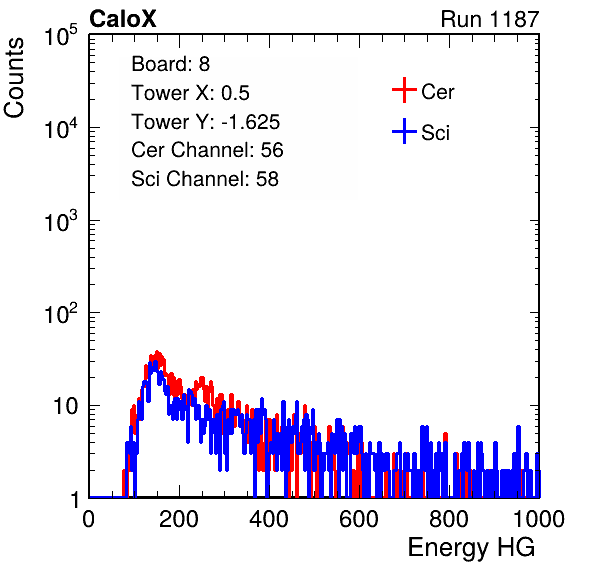 CaloX Run 1187
Counts
10^5
10^4
10^3
10^2
10
1
Board: 8
Tower X: 0.5
Tower Y: -1.625
Cer Channel: 56
Sci Channel: 58
Cer
Sci
0 200 400 600 800 1000
Energy HG